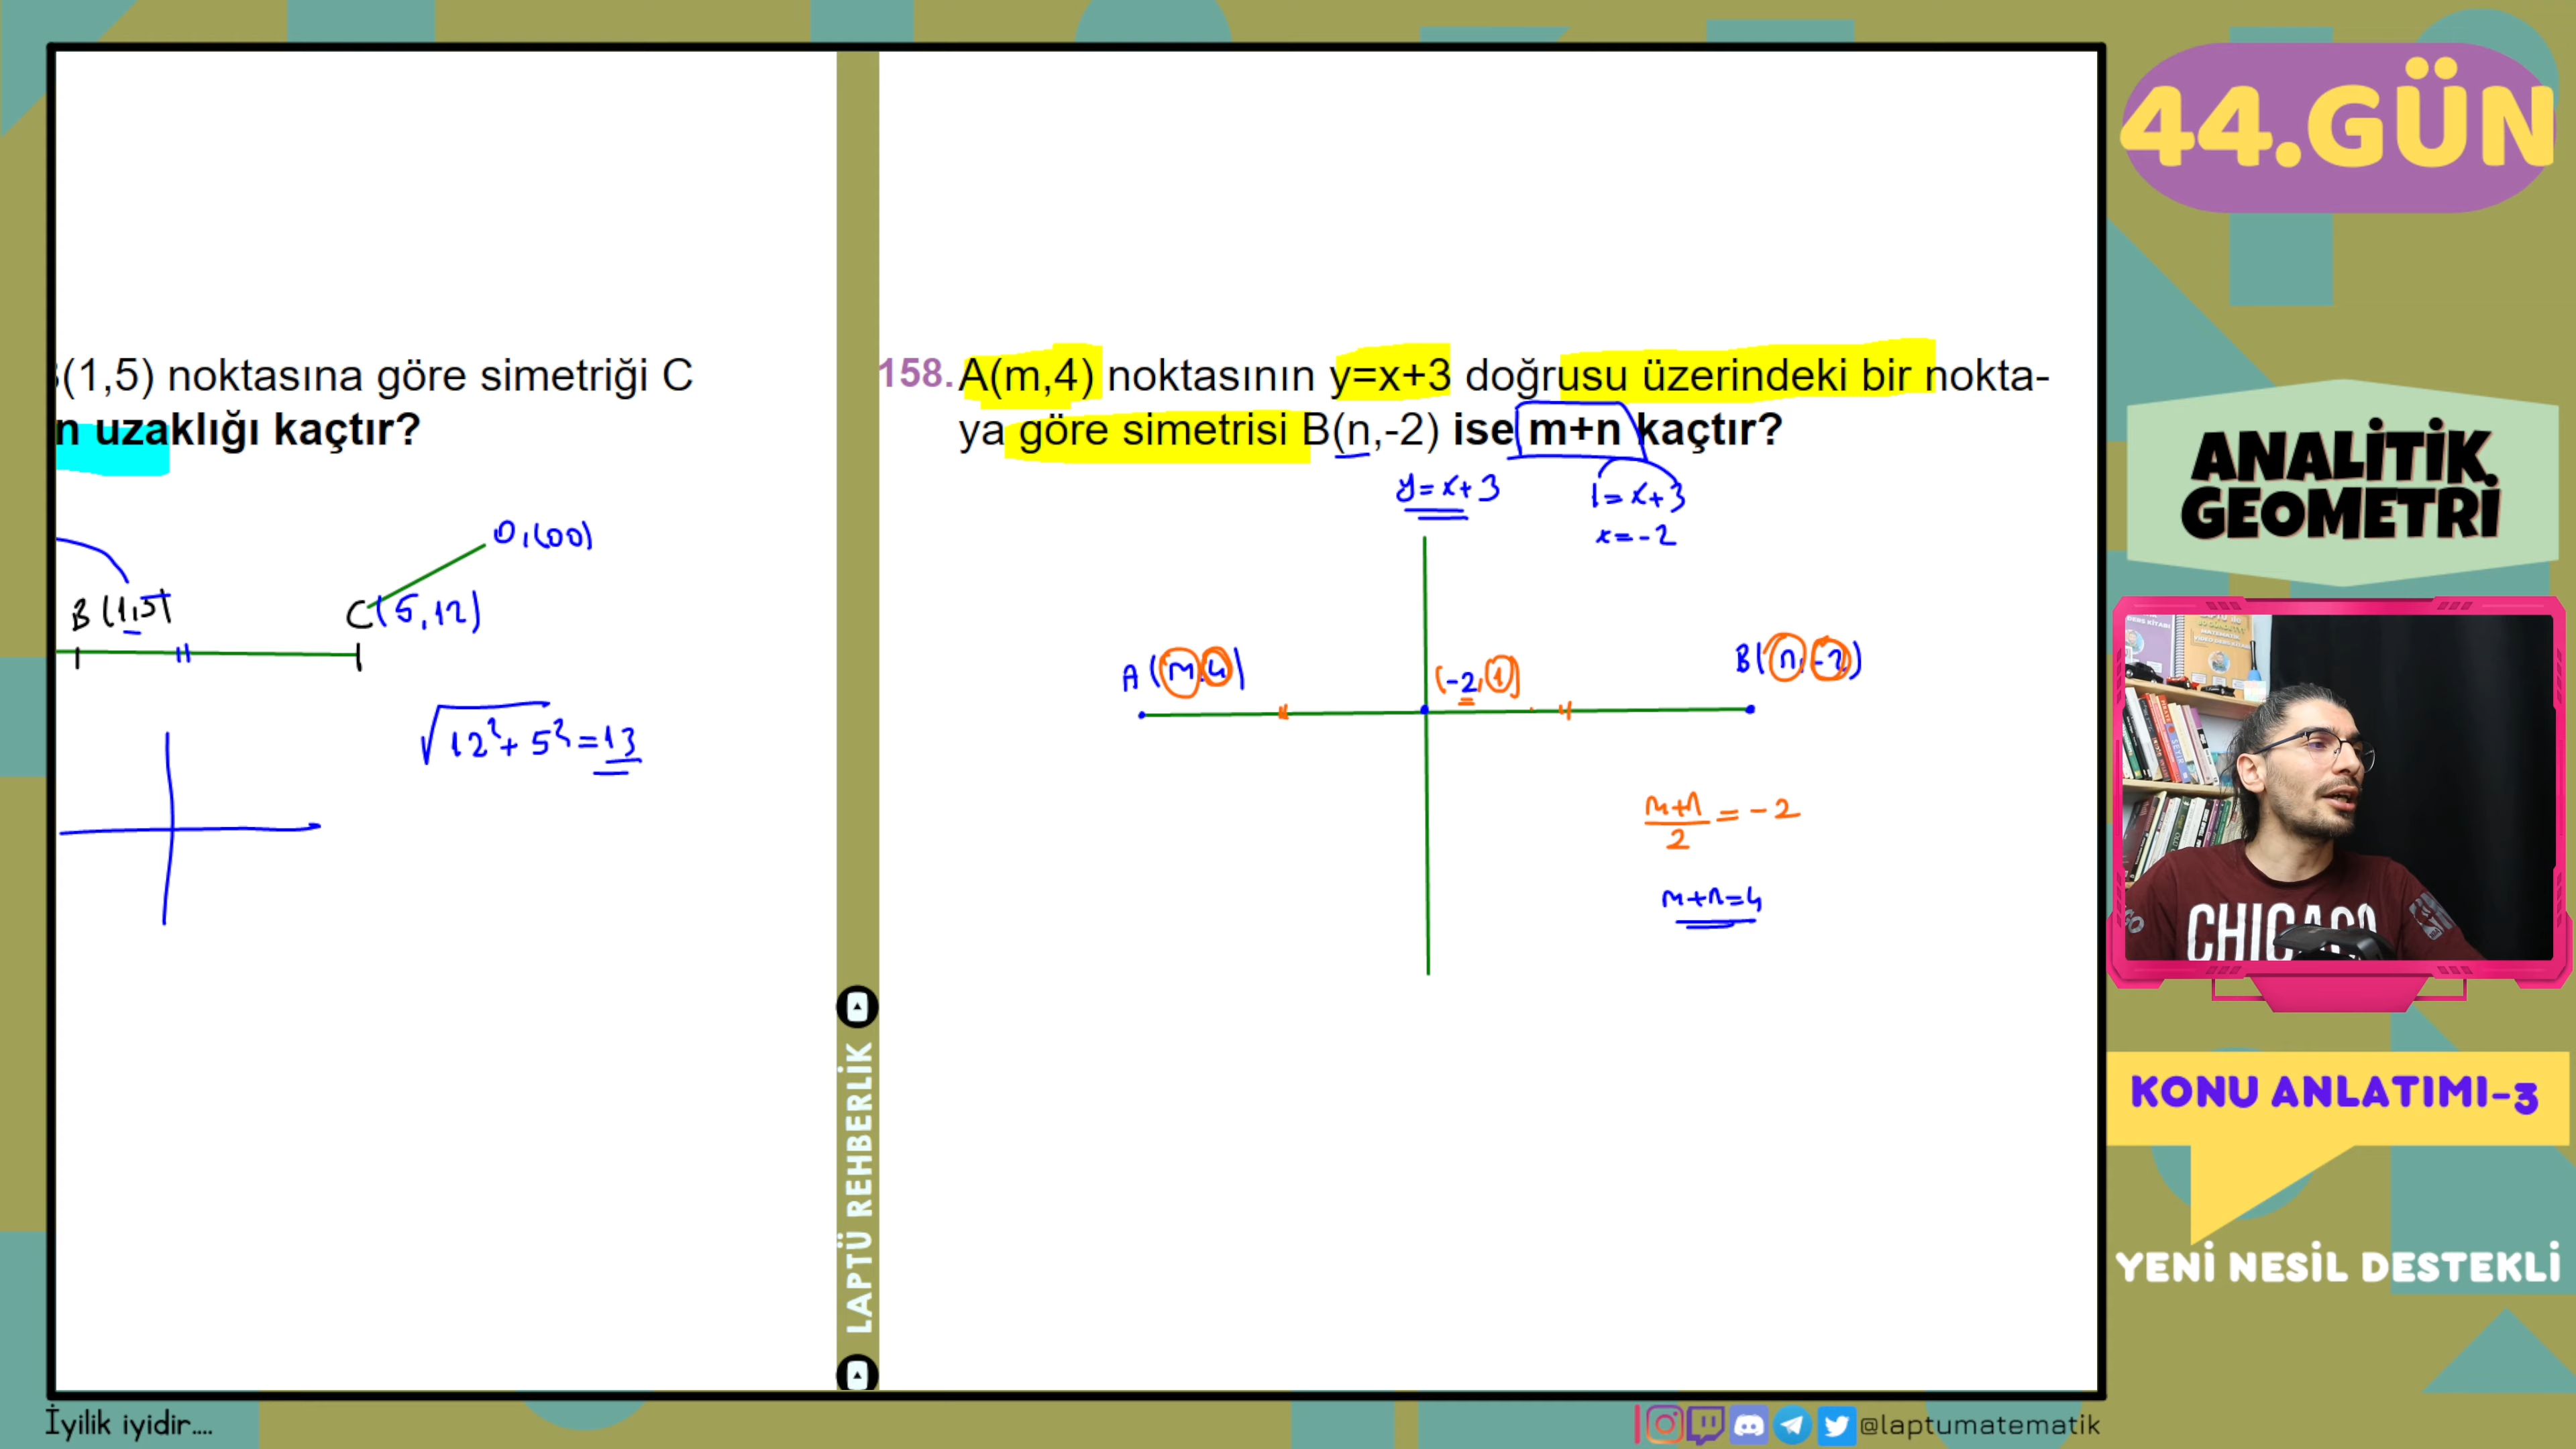 44.GÜN
(1,5) noktasına göre simetriği C
n uzaklığı kaçtır?
B (1,5)
C(5,12)
O,(00)
√12²+5² = 13
158. A(m,4) noktasının y=x+3 doğrusu üzerindeki bir nokta-
ya göre simetrisi B(n,-2) ise m+n kaçtır?
y=x+3
1=x+3
x=-2
A (m,4)
(-2,1)
B(n,-2)
m+n/2 = -2
m+n=4
LAPTÜ REHBERLİK
ANALİTİK
GEOMETRİ
CHICAGO
KONU ANLATIMI-3
YENİ NESİL DESTEKLİ
İyilik iyidir....
@laptumatematik